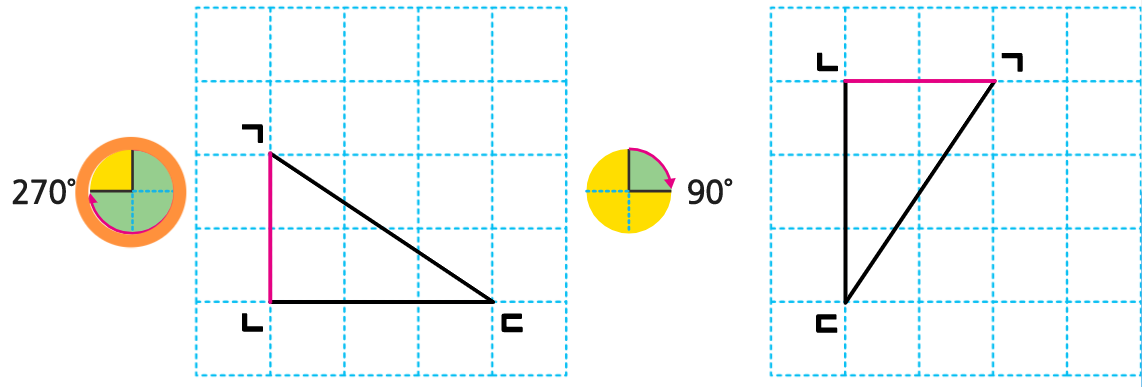 270°
ㄱ
ㄴ
ㄷ
90°
ㄴ
ㄱ
ㄷ